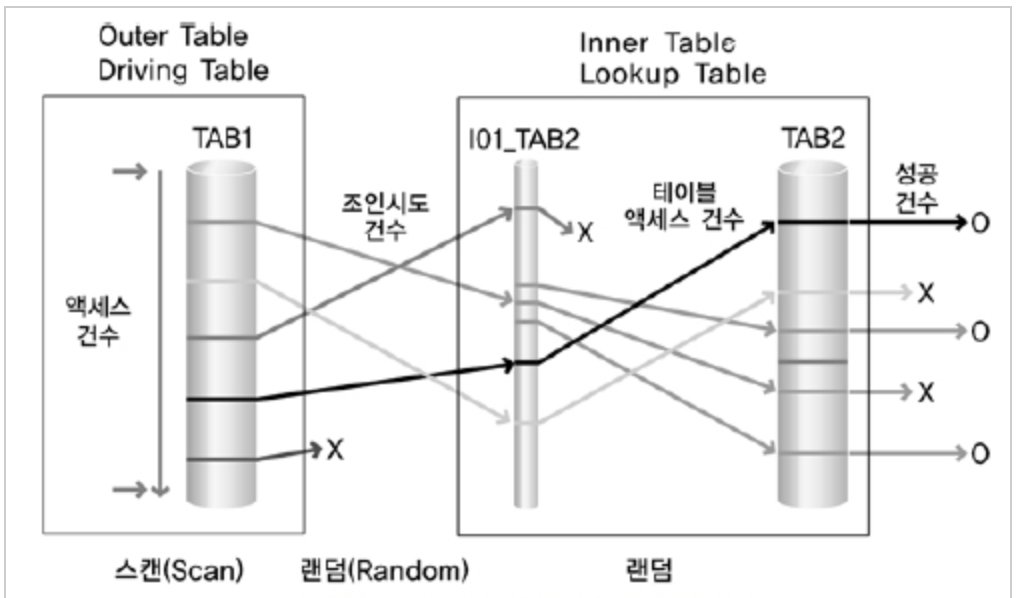 Outer Table
Driving Table
Inner Table
Lookup Table
TAB1
I01_TAB2
TAB2
조인시도
건수
테이블
액세스 건수
성공
건수
액세스
건수
X
O
X
O
X
O
X
스캔(Scan)
랜덤(Random)
랜덤